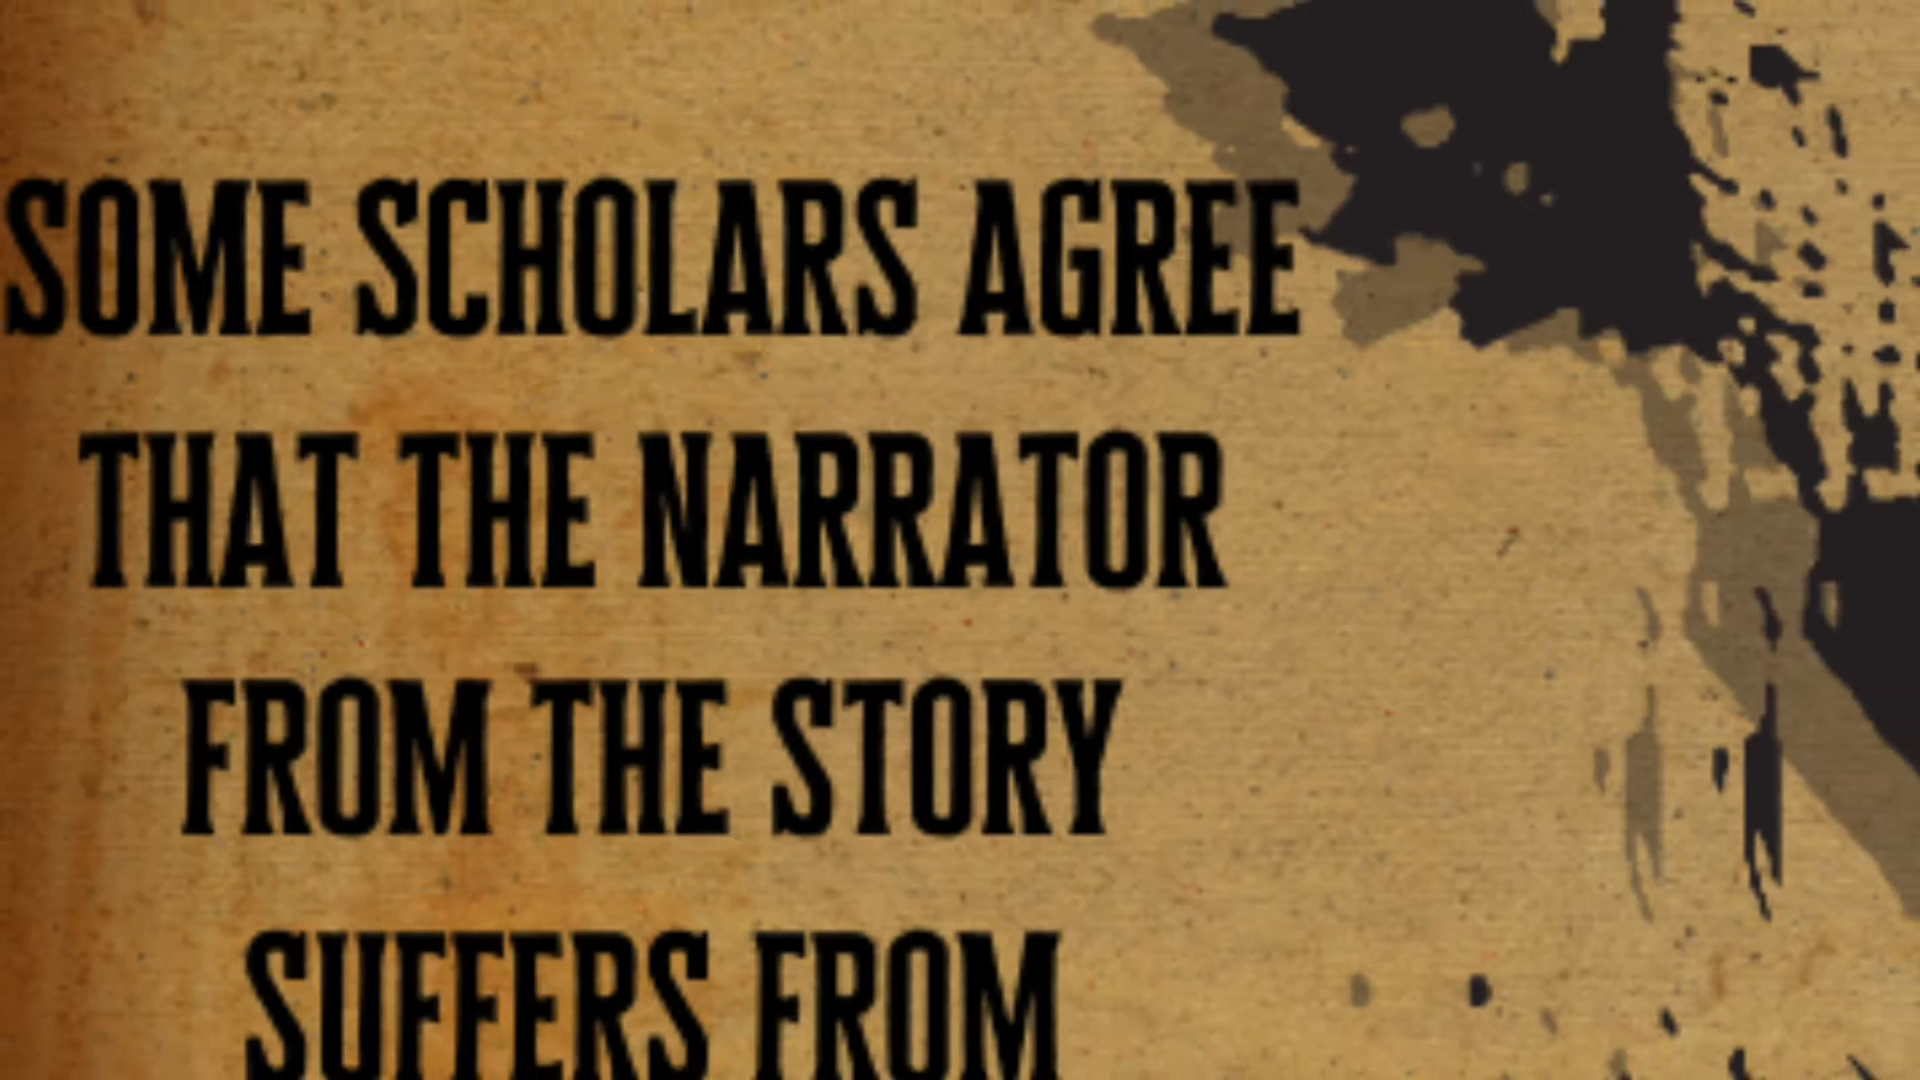 SOME SCHOLARS AGREE
THAT THE NARRATOR
FROM THE STORY
SUFFERS FROM